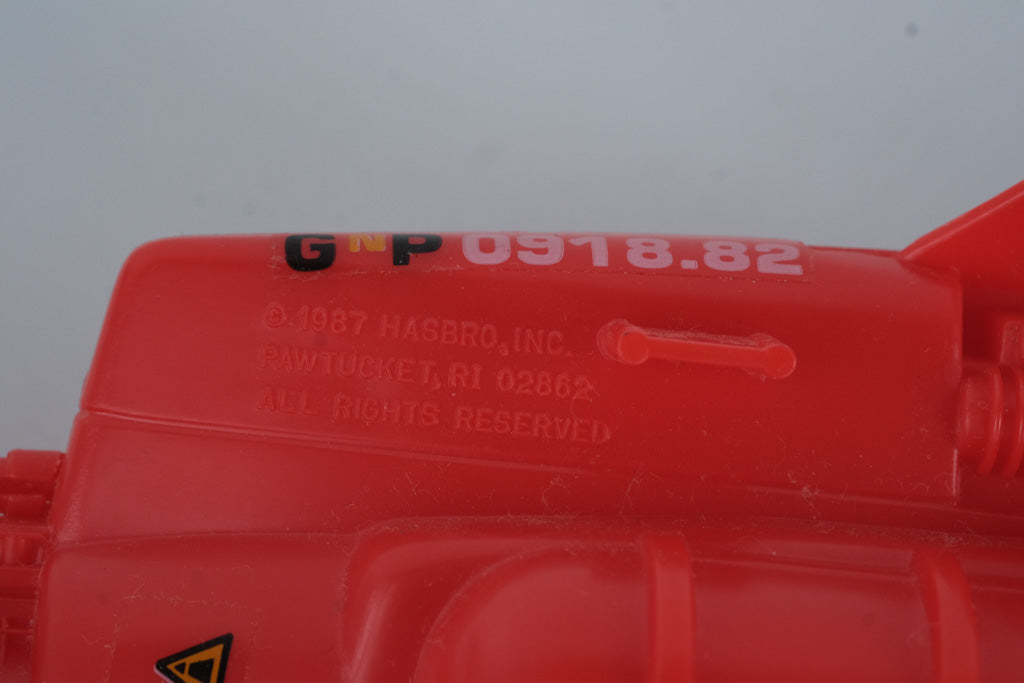 GNP 0918.82
© 1987 HASBRO, INC.
PAWTUCKET, RI 02862
ALL RIGHTS RESERVED